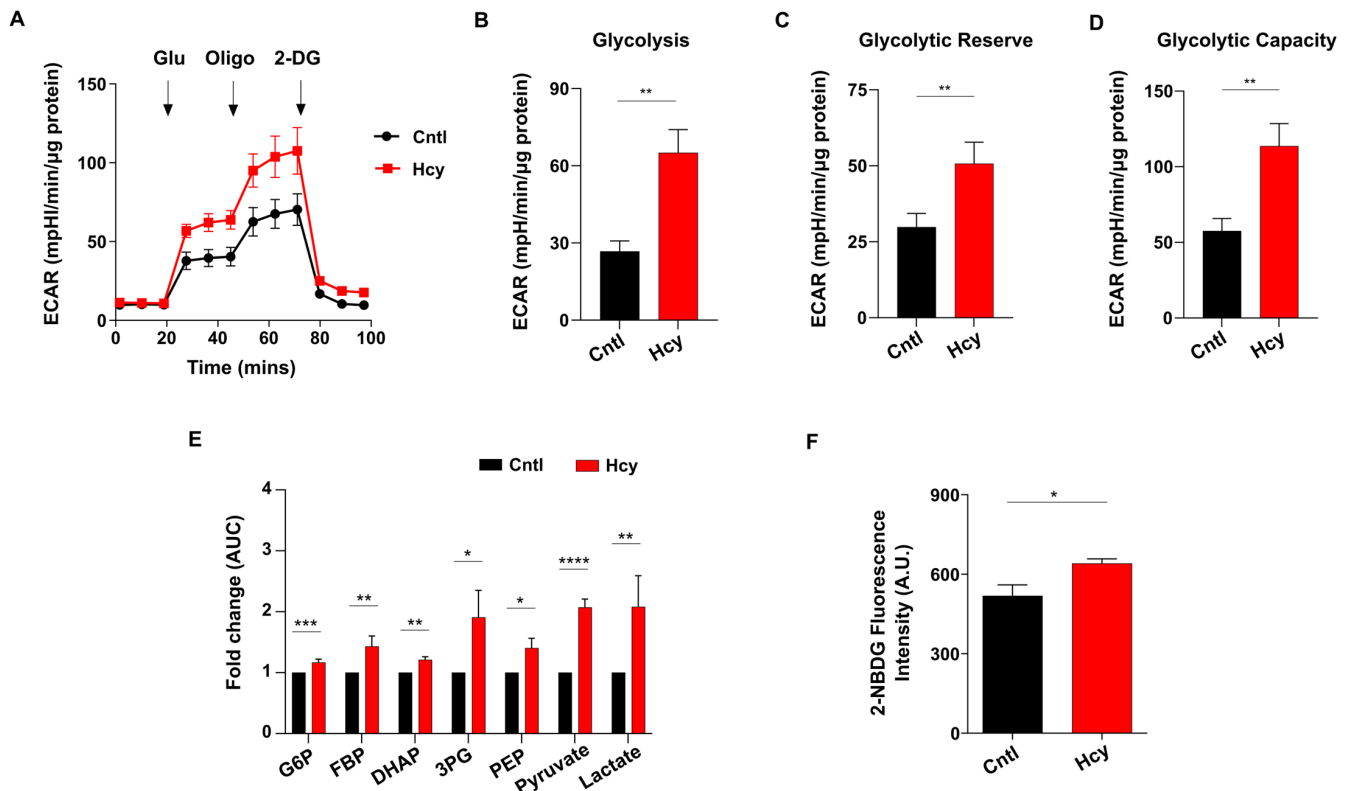 A
Glu
Oligo
2-DG
150
100
50
0
0
20
40
60
80
100
ECAR (mpHI/min/µg protein)
Time (mins)
Cntl
Hcy
B
Glycolysis
**
90
60
30
0
ECAR (mpH/min/µg protein)
Cntl
Hcy
C
Glycolytic Reserve
**
75
50
25
0
ECAR (mpH/min/µg protein)
Cntl
Hcy
D
Glycolytic Capacity
**
150
100
50
0
ECAR (mpH/min/µg protein)
Cntl
Hcy
E
Cntl
Hcy
4
3
2
1
0
Fold change (AUC)
***
**
**
*
*
****
**
G6P
FBP
DHAP
3PG
PEP
Pyruvate
Lactate
F
*
900
600
300
0
2-NBDG Fluorescence
Intensity (A.U.)
Cntl
Hcy